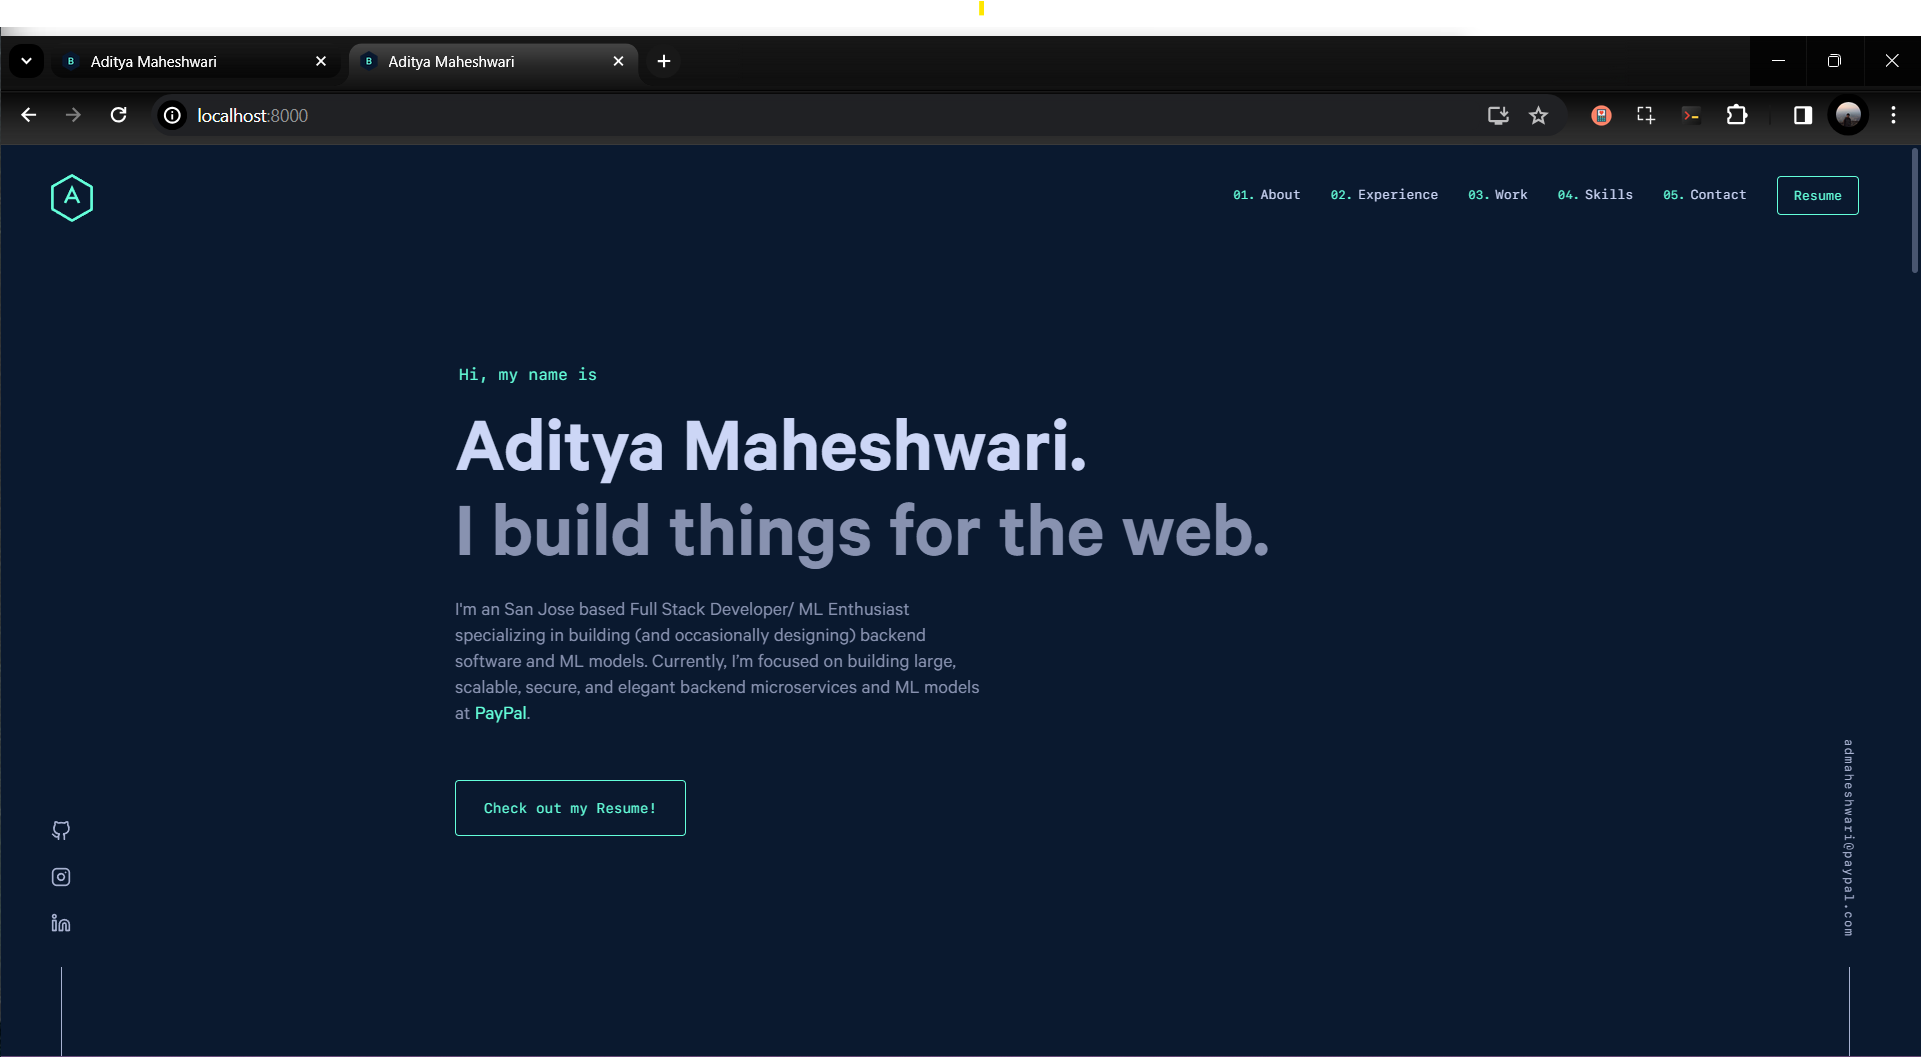 Aditya Maheshwari
Aditya Maheshwari
localhost:8000
A
01. About 02. Experience 03. Work 04. Skills 05. Contact Resume
Hi, my name is
Aditya Maheshwari.
I build things for the web.
I'm an San Jose based Full Stack Developer/ ML Enthusiast
specializing in building (and occasionally designing) backend
software and ML models. Currently, I’m focused on building large,
scalable, secure, and elegant backend microservices and ML models
at PayPal.
Check out my Resume!
admaheshwari@paypal.com